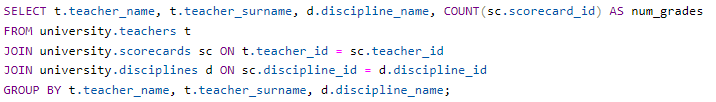 SELECT t.teacher_name, t.teacher_surname, d.discipline_name, COUNT(sc.scorecard_id) AS num_grades
FROM university.teachers t
JOIN university.scorecards sc ON t.teacher_id = sc.teacher_id
JOIN university.disciplines d ON sc.discipline_id = d.discipline_id
GROUP BY t.teacher_name, t.teacher_surname, d.discipline_name;